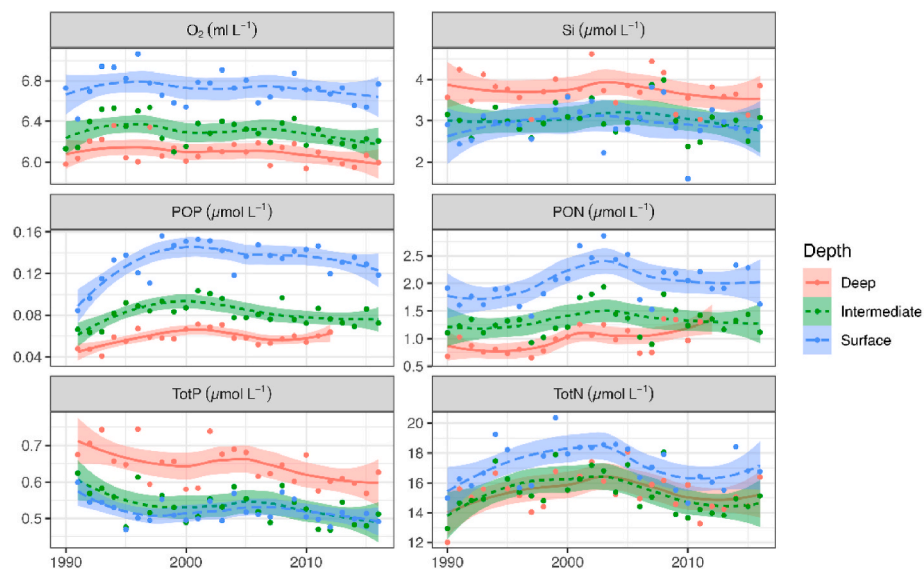 O₂ (ml L⁻¹)
Si (μmol L⁻¹)
6.8
6.4
6.0
4
3
2
POP (μmol L⁻¹)
PON (μmol L⁻¹)
0.16
0.12
0.08
0.04
2.5
2.0
1.5
1.0
0.5
Depth
Deep
Intermediate
Surface
TotP (μmol L⁻¹)
TotN (μmol L⁻¹)
0.7
0.6
0.5
20
18
16
14
12
1990
2000
2010
1990
2000
2010